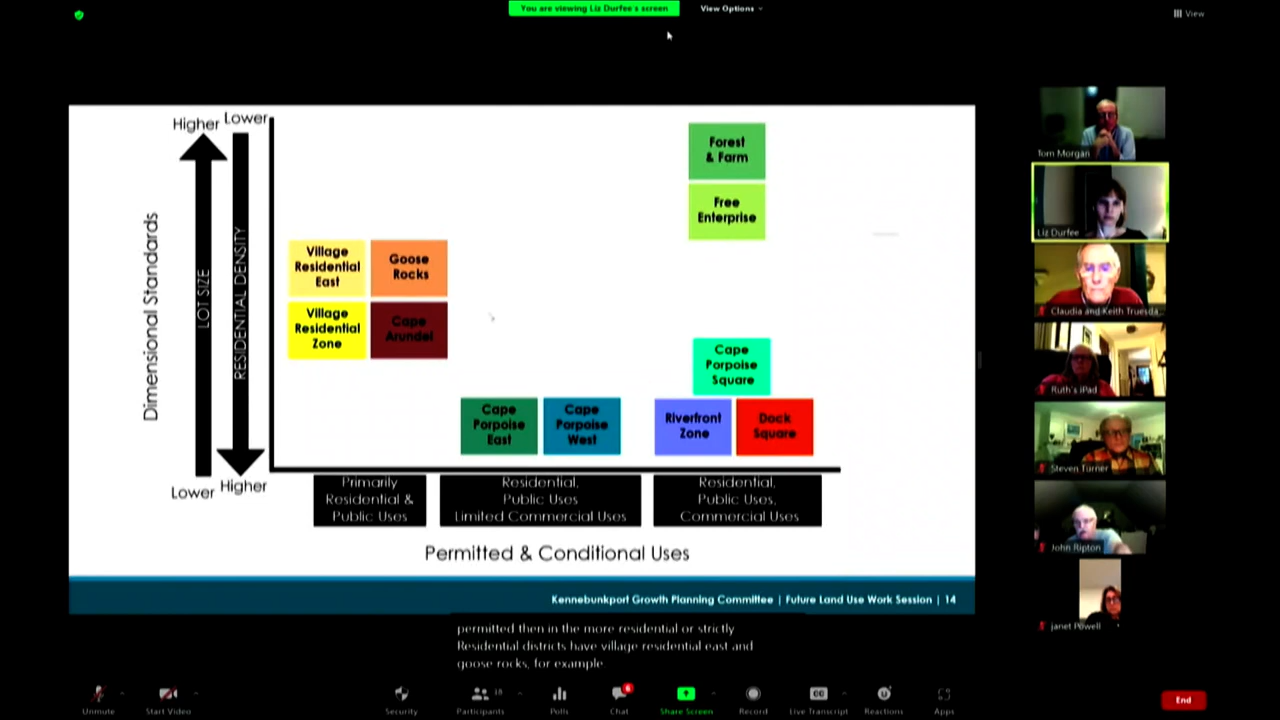 You are viewing Liz Durfee's screen
View Options
View
Higher
Lower
Dimensional Standards
LOT SIZE
RESIDENTIAL DENSITY
Lower
Higher
Forest
& Farm
Free
Enterprise
Village
Residential
East
Goose
Rocks
Village
Residential
Zone
Cape
Arundel
Cape
Porpoise
Square
Cape
Porpoise
East
Cape
Porpoise
West
Riverfront
Zone
Dock
Square
Primarily
Residential &
Public Uses
Residential,
Public Uses
Limited Commercial Uses
Residential,
Public Uses,
Commercial Uses
Permitted & Conditional Uses
Kennebunkport Growth Planning Committee | Future Land Use Work Session | 14
Tom Morgan
Liz Durfee
Claudia and Keith Truesda
Ruth's iPad
Steven Turner
John Ripton
janet Powell
permitted then in the more residential or strictly
Residential districts have village residential east and
goose rocks, for example.
Unmute
Start Video
Security
18
Participants
Polls
6
Chat
Share Screen
Record
CC
Live Transcript
Reactions
Apps
End